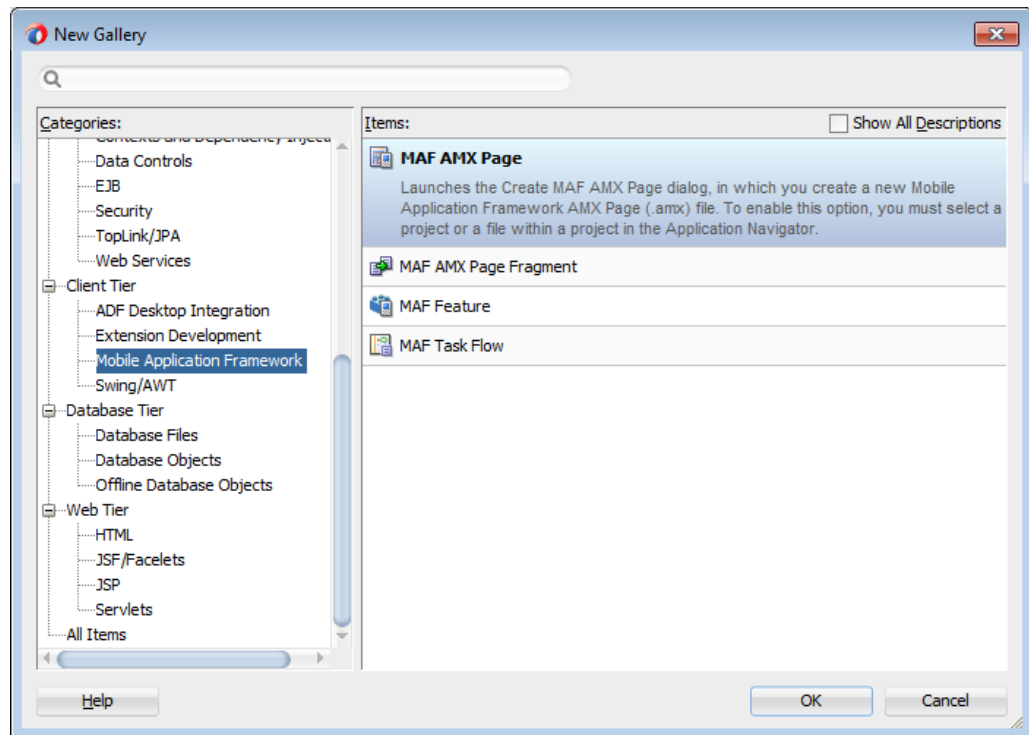 New Gallery
Categories:
Data Controls
EJB
Security
TopLink/JPA
Web Services
Client Tier
ADF Desktop Integration
Extension Development
Mobile Application Framework
Swing/AWT
Database Tier
Database Files
Database Objects
Offline Database Objects
Web Tier
HTML
JSF/Facelets
JSP
Servlets
All Items
Items:
Show All Descriptions
MAF AMX Page
Launches the Create MAF AMX Page dialog, in which you create a new Mobile
Application Framework AMX Page (.amx) file. To enable this option, you must select a
project or a file within a project in the Application Navigator.
MAF AMX Page Fragment
MAF Feature
MAF Task Flow
Help
OK
Cancel